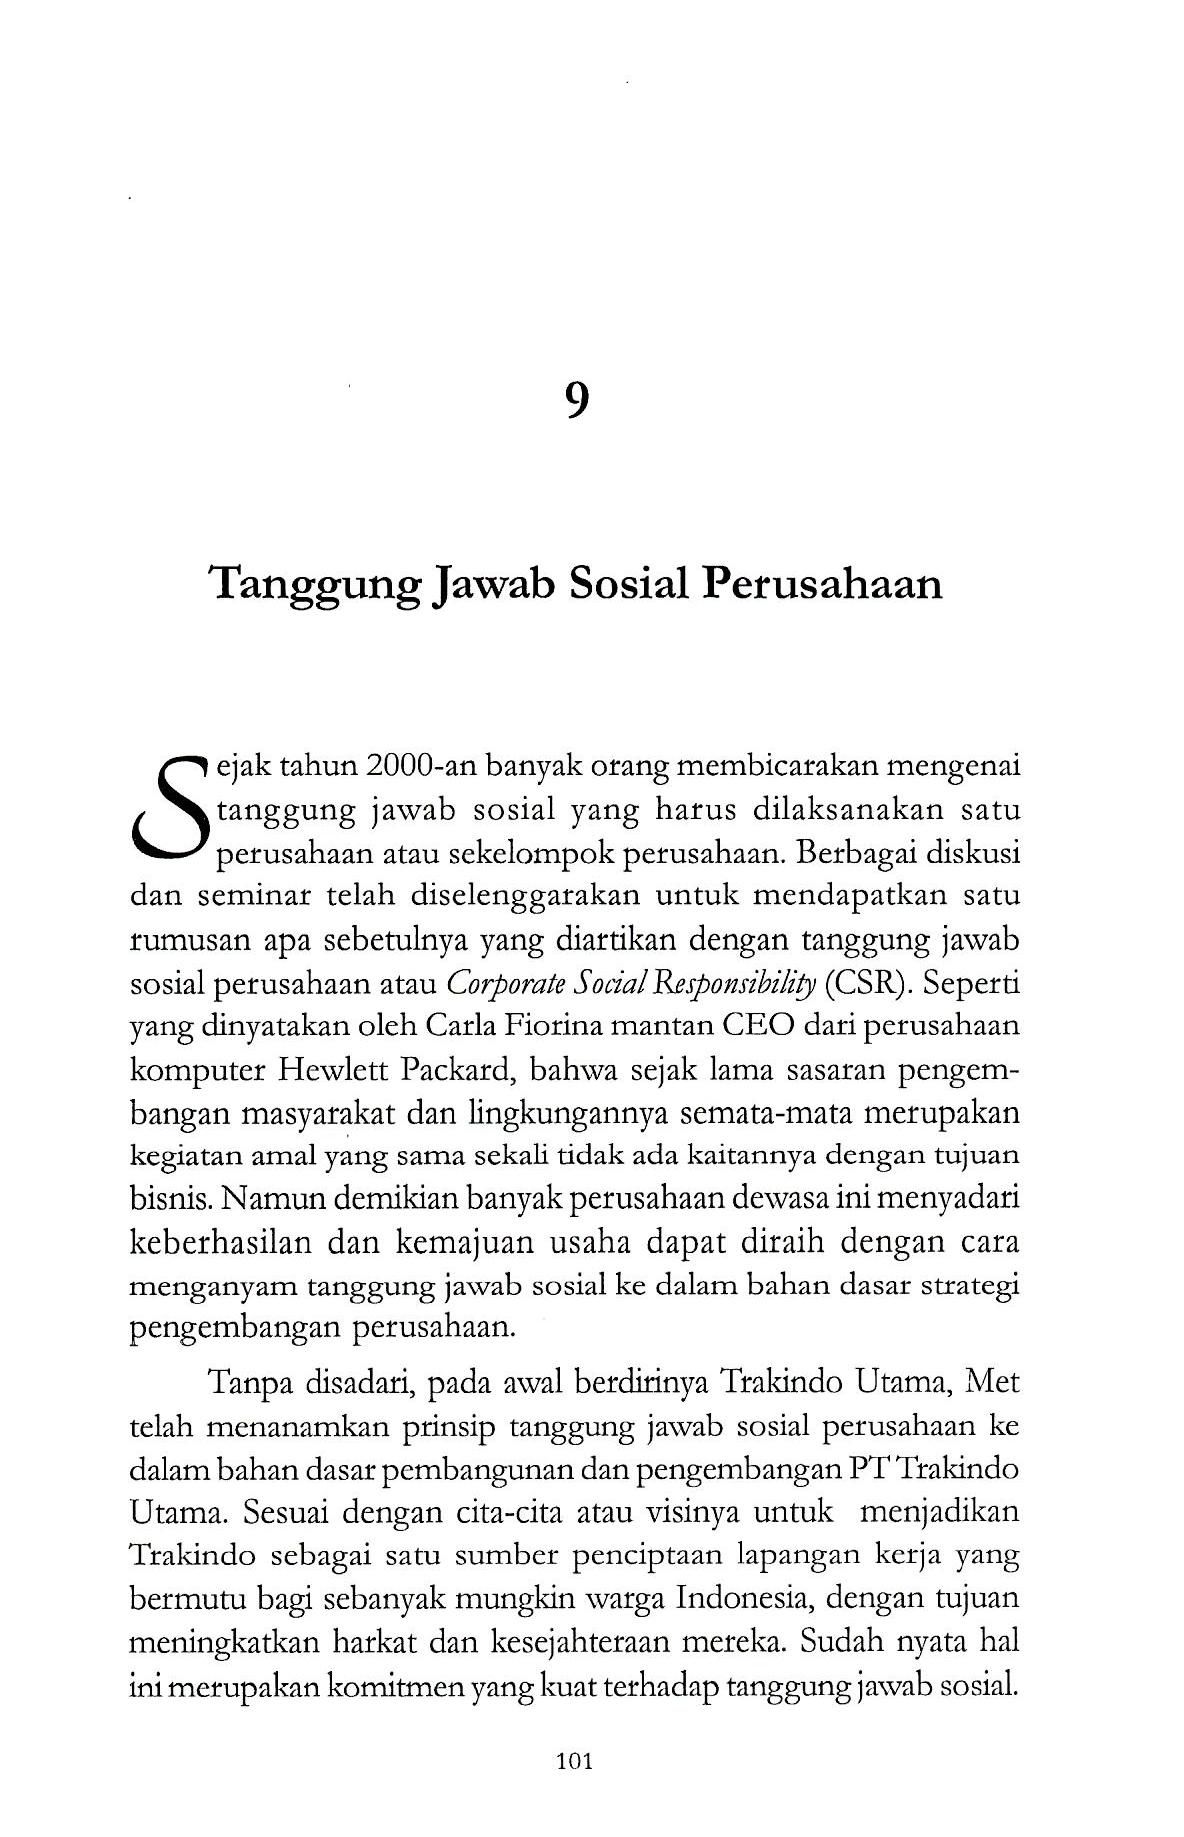 9
Tanggung Jawab Sosial Perusahaan
Sejak tahun 2000-an banyak orang membicarakan mengenai
tanggung jawab sosial yang harus dilaksanakan satu
perusahaan atau sekelompok perusahaan. Berbagai diskusi
dan seminar telah diselenggarakan untuk mendapatkan satu
rumusan apa sebetulnya yang diartikan dengan tanggung jawab
sosial perusahaan atau Corporate Social Responsibility (CSR). Seperti
yang dinyatakan oleh Carla Fiorina mantan CEO dari perusahaan
komputer Hewlett Packard, bahwa sejak lama sasaran pengem-
bangan masyarakat dan lingkungannya semata-mata merupakan
kegiatan amal yang sama sekali tidak ada kaitannya dengan tujuan
bisnis. Namun demikian banyak perusahaan dewasa ini menyadari
keberhasilan dan kemajuan usaha dapat diraih dengan cara
menganyam tanggung jawab sosial ke dalam bahan dasar strategi
pengembangan perusahaan.
Tanpa disadari, pada awal berdirinya Trakindo Utama, Met
telah menanamkan prinsip tanggung jawab sosial perusahaan ke
dalam bahan dasar pembangunan dan pengembangan PT Trakindo
Utama. Sesuai dengan cita-cita atau visinya untuk menjadikan
Trakindo sebagai satu sumber penciptaan lapangan kerja yang
bermutu bagi sebanyak mungkin warga Indonesia, dengan tujuan
meningkatkan harkat dan kesejahteraan mereka. Sudah nyata hal
ini merupakan komitmen yang kuat terhadap tanggung jawab sosial.
101